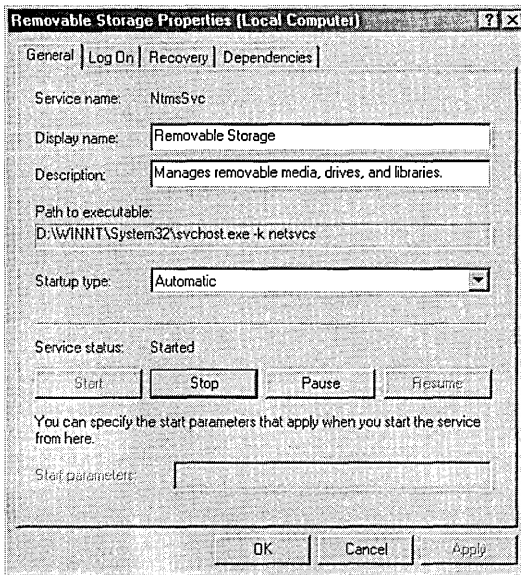 Removable Storage Properties (Local Computer) ? X
General Log On Recovery Dependencies
Service name: NtmsSvc
Display name: Removable Storage
Description: Manages removable media, drives, and libraries.
Path to executable:
D:\WINNT\System32\svchost.exe -k netsvcs
Startup type: Automatic
Service status: Started
Start Stop Pause Resume
You can specify the start parameters that apply when you start the service
from here.
Start parameters:
OK Cancel Apply